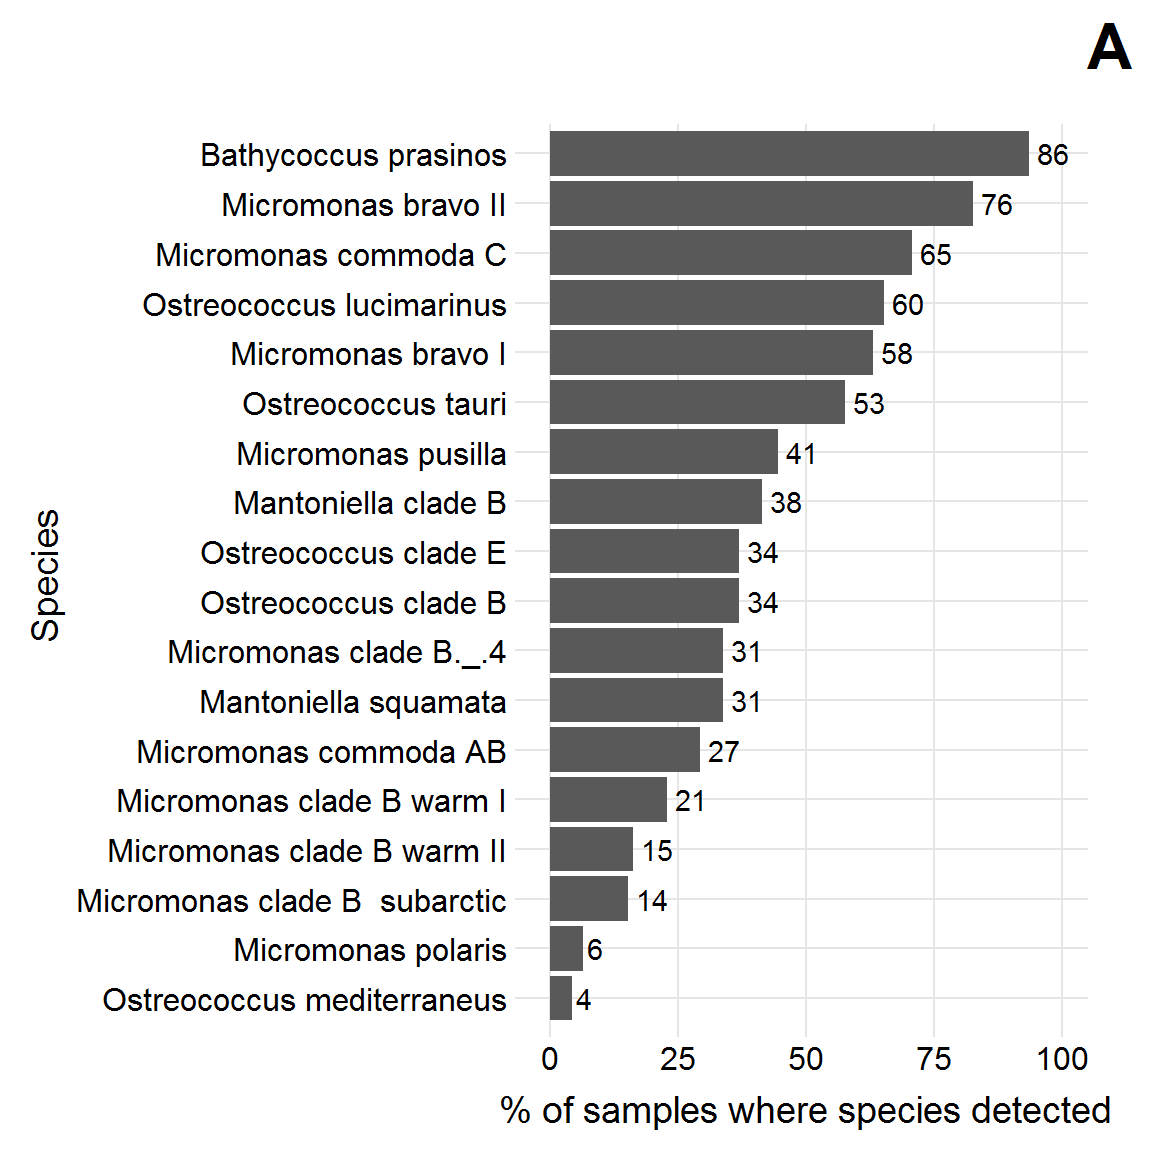 A
Bathycoccus prasinos 86
Micromonas bravo II 76
Micromonas commoda C 65
Ostreococcus lucimarinus 60
Micromonas bravo I 58
Ostreococcus tauri 53
Micromonas pusilla 41
Mantoniella clade B 38
Ostreococcus clade E 34
Ostreococcus clade B 34
Micromonas clade B._.4 31
Mantoniella squamata 31
Micromonas commoda AB 27
Micromonas clade B warm I 21
Micromonas clade B warm II 15
Micromonas clade B  subarctic 14
Micromonas polaris 6
Ostreococcus mediterraneus 4
Species
0 25 50 75 100
% of samples where species detected